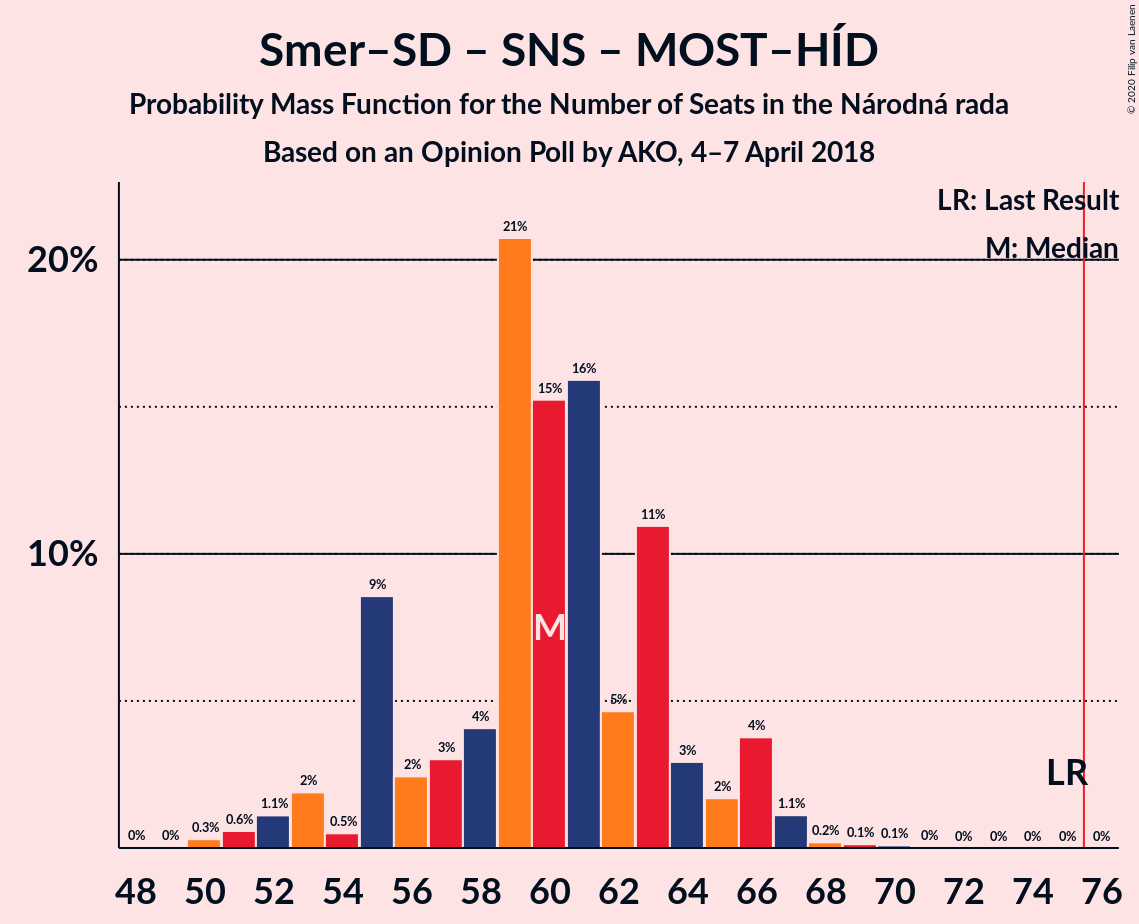 Smer–SD – SNS – MOST–HÍD
Probability Mass Function for the Number of Seats in the Národná rada
Based on an Opinion Poll by AKO, 4–7 April 2018
© 2020 Filip van Laenen
LR: Last Result
M: Median
20%
10%
0% 0% 0.3% 0.6% 1.1% 2% 0.5% 9% 2% 3% 4% 21% 15% 16% 5% 11% 3% 2% 4% 1.1% 0.2% 0.1% 0.1% 0% 0% 0% 0% 0% 0%
M
LR
48 50 52 54 56 58 60 62 64 66 68 70 72 74 76